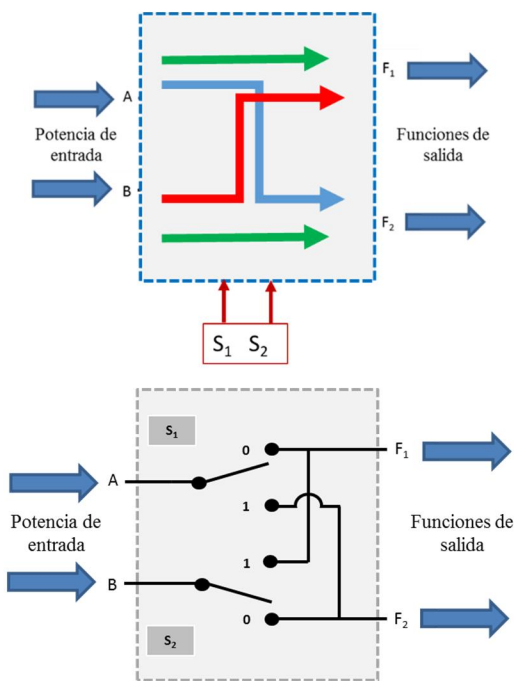 F₁
A
Potencia de
entrada
Funciones de
salida
B
F₂
S₁ S₂
S₁
0
F₁
A
1
Potencia de
entrada
Funciones de
salida
1
B
0
F₂
S₂